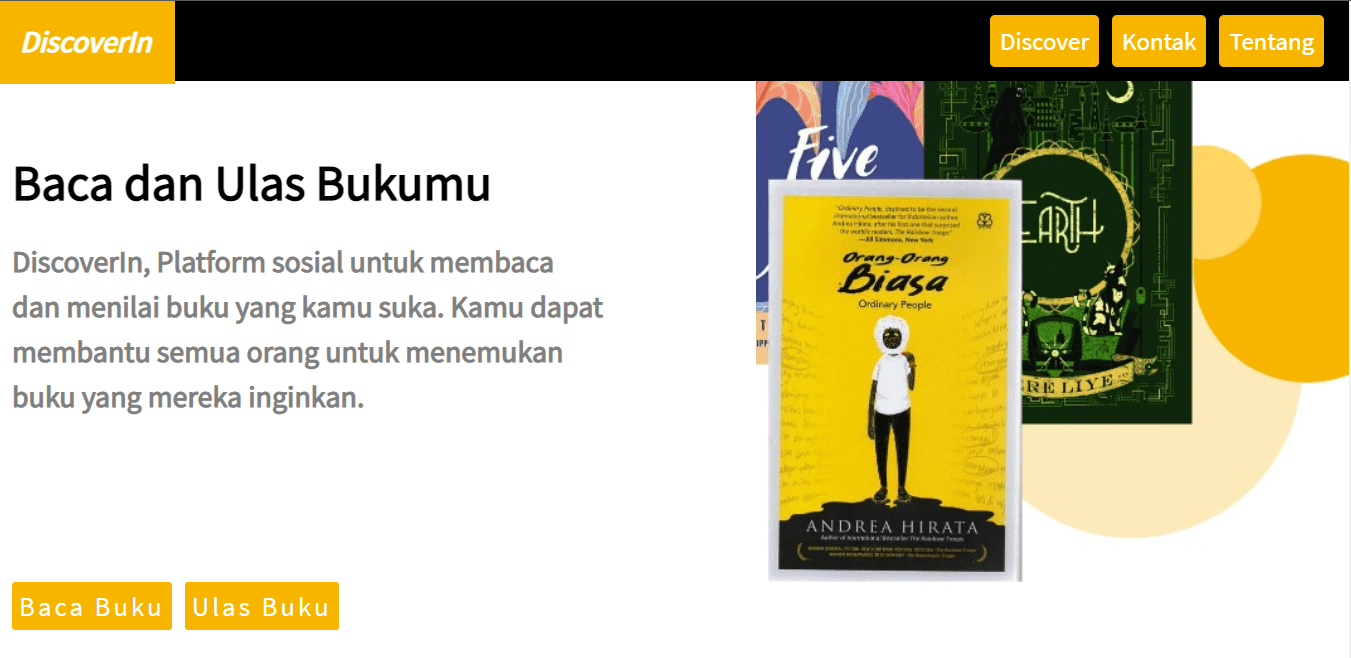 DiscoverIn
Discover
Kontak
Tentang
Baca dan Ulas Bukumu
DiscoverIn, Platform sosial untuk membaca
dan menilai buku yang kamu suka. Kamu dapat
membantu semua orang untuk menemukan
buku yang mereka inginkan.
Baca Buku
Ulas Buku
Five
EARTH
ERE LIYE
"Ordinary People, destined to be the second
international bestseller for Indonesian author,
Andrea Hirata, after his first one that surprised
the world's readers, The Rainbow Troops."
—Jill Simmons, New York
Orang-Orang
Biasa
Ordinary People
ANDREA HIRATA
Author of International Bestseller The Rainbow Troops